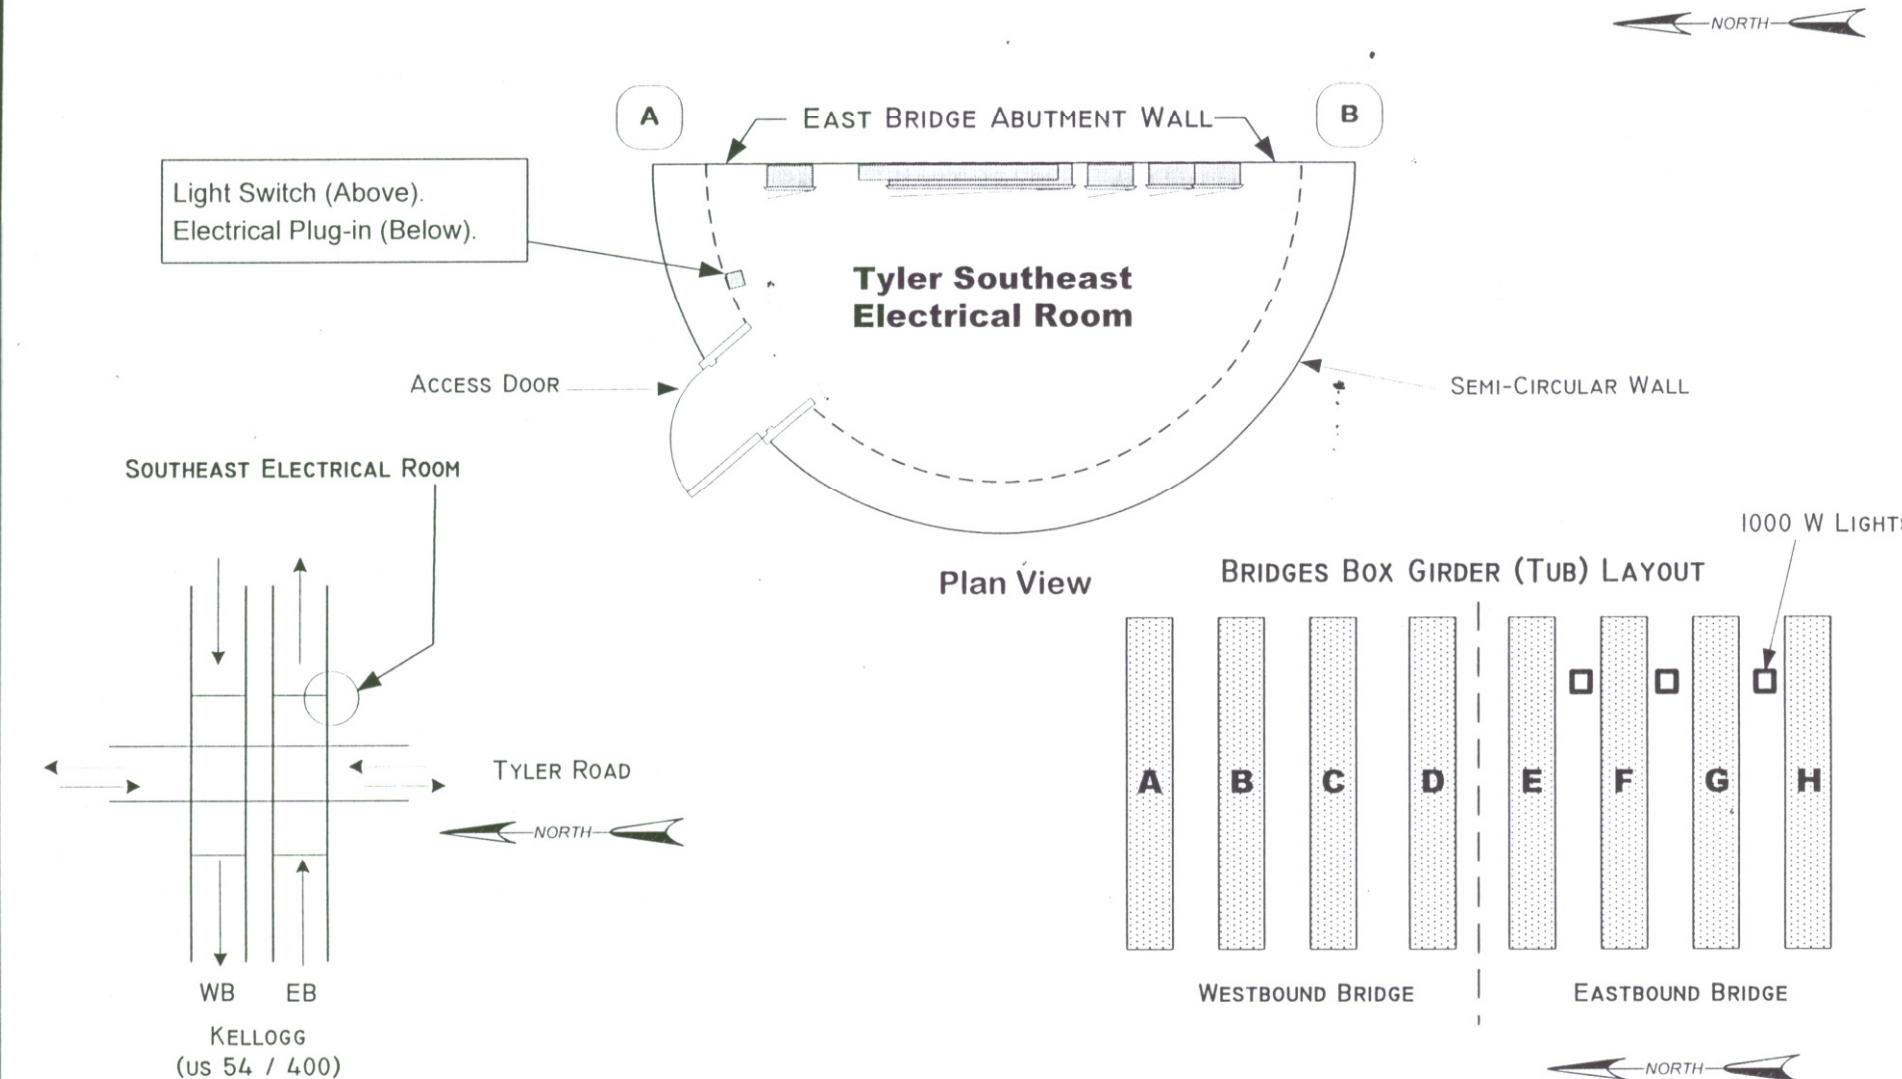 NORTH
A
EAST BRIDGE ABUTMENT WALL
B
Light Switch (Above).
Electrical Plug-in (Below).
Tyler Southeast
Electrical Room
ACCESS DOOR
SEMI-CIRCULAR WALL
SOUTHEAST ELECTRICAL ROOM
1000 W LIGHTS
Plan View
BRIDGES BOX GIRDER (TUB) LAYOUT
TYLER ROAD
NORTH
A B C D E F G H
WB EB
WESTBOUND BRIDGE
EASTBOUND BRIDGE
KELLOGG
(US 54 / 400)
NORTH